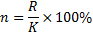 n = R/K × 100%